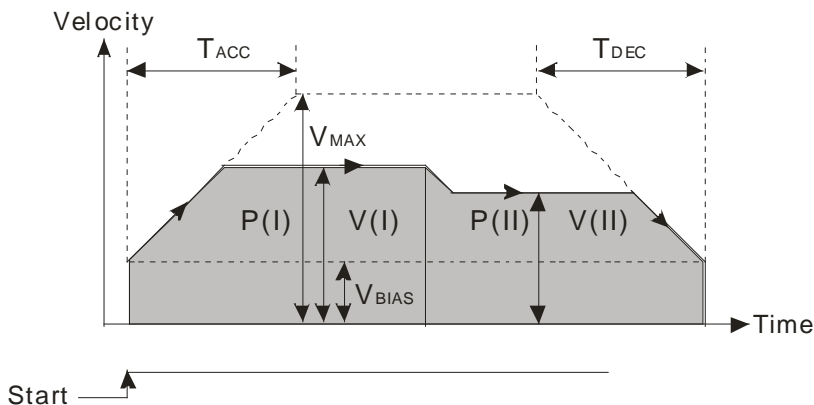 Velocity
TACC
TDEC
VMAX
P(I)
V(I)
P(II)
V(II)
VBIAS
Time
Start